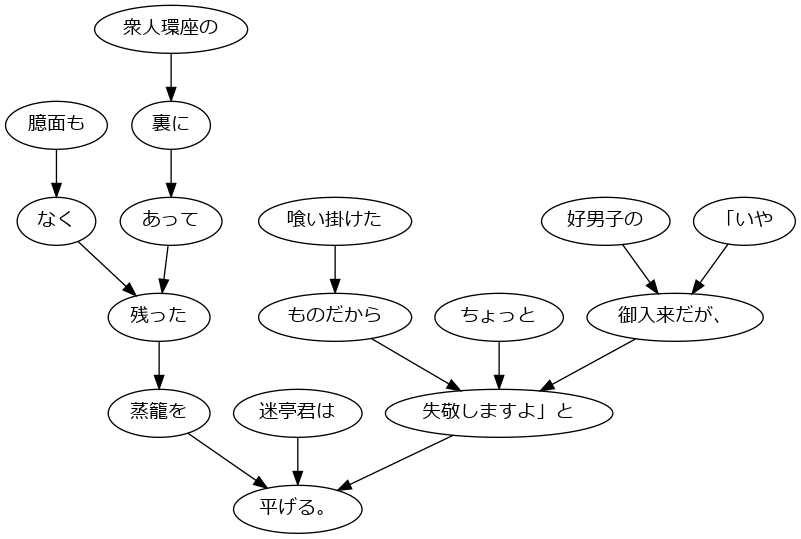 衆人環座の
臆面も
裏に
なく
あって
喰い掛けた
好男子の
「いや
残った
ものだから
ちょっと
御入来だが、
蒸籠を
迷亭君は
失敬しますよ」と
平げる。